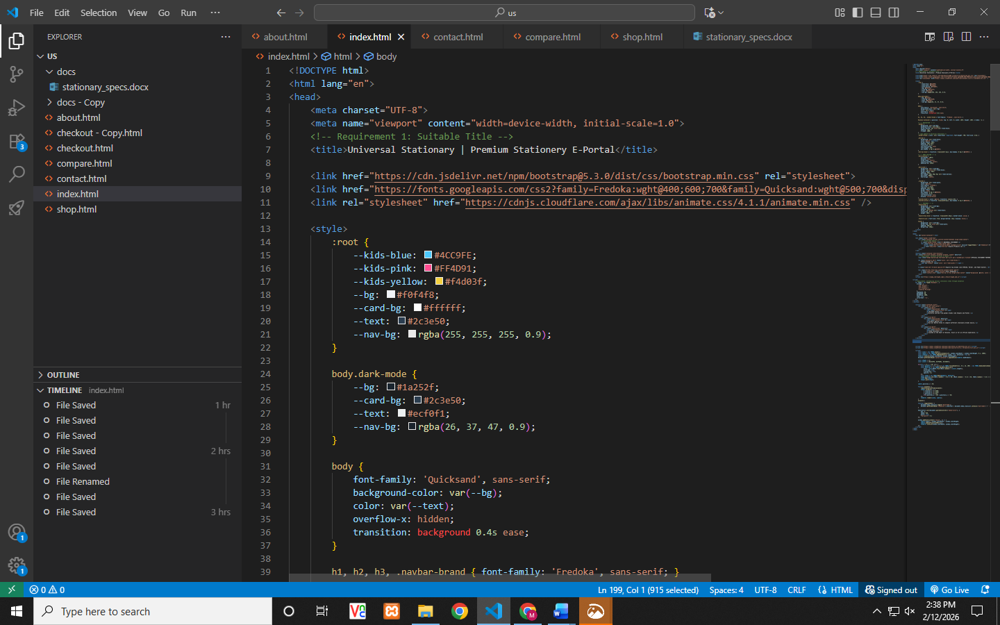 File Edit Selection View Go Run ···
us
EXPLORER
US
docs
stationary_specs.docx
docs - Copy
about.html
checkout - Copy.html
checkout.html
compare.html
contact.html
index.html
shop.html
OUTLINE
TIMELINE index.html
File Saved 1 hr
File Saved
File Saved
File Saved 2 hrs
File Saved
File Renamed
File Saved
File Saved 3 hrs
about.html index.html contact.html compare.html shop.html stationary_specs.docx
index.html > html > body
1 <!DOCTYPE html>
2 <html lang="en">
3 <head>
4 <meta charset="UTF-8">
5 <meta name="viewport" content="width=device-width, initial-scale=1.0">
6 <!-- Requirement 1: Suitable Title -->
7 <title>Universal Stationary | Premium Stationery E-Portal</title>
8
9 <link href="https://cdn.jsdelivr.net/npm/bootstrap@5.3.0/dist/css/bootstrap.min.css" rel="stylesheet">
10 <link href="https://fonts.googleapis.com/css2?family=Fredoka:wght@400;600;700&family=Quicksand:wght@500;700&disp
11 <link rel="stylesheet" href="https://cdnjs.cloudflare.com/ajax/libs/animate.css/4.1.1/animate.min.css" />
12
13 <style>
14 :root {
15 --kids-blue: #4CC9FE;
16 --kids-pink: #FF4D91;
17 --kids-yellow: #f4d03f;
18 --bg: #f0f4f8;
19 --card-bg: #ffffff;
20 --text: #2c3e50;
21 --nav-bg: rgba(255, 255, 255, 0.9);
22 }
23
24 body.dark-mode {
25 --bg: #1a252f;
26 --card-bg: #2c3e50;
27 --text: #ecf0f1;
28 --nav-bg: rgba(26, 37, 47, 0.9);
29 }
30
31 body {
32 font-family: 'Quicksand', sans-serif;
33 background-color: var(--bg);
34 color: var(--text);
35 overflow-x: hidden;
36 transition: background 0.4s ease;
37 }
38
39 h1, h2, h3, .navbar-brand { font-family: 'Fredoka', sans-serif; }
3
1
1
0 0 Ln 199, Col 1 (915 selected) Spaces: 4 UTF-8 CRLF HTML Signed out Go Live
Type here to search
2:38 PM
2/12/2026